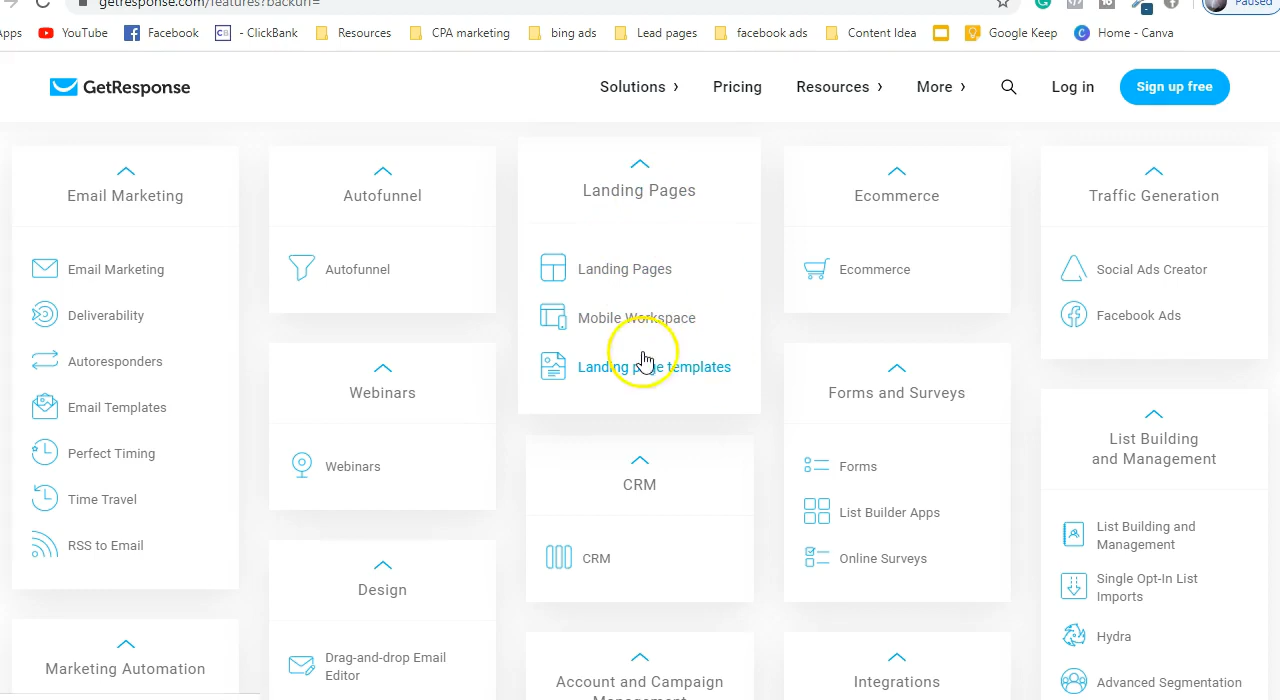 getresponse.com/features?backurl=
Paused
Apps
YouTube
Facebook
CB - ClickBank
Resources
CPA marketing
bing ads
Lead pages
facebook ads
Content Idea
Google Keep
Home - Canva
GetResponse
Solutions
Pricing
Resources
More
Log in
Sign up free
Email Marketing
Email Marketing
Deliverability
Autoresponders
Email Templates
Perfect Timing
Time Travel
RSS to Email
Marketing Automation
Autofunnel
Autofunnel
Webinars
Webinars
Design
Drag-and-drop Email
Editor
Landing Pages
Landing Pages
Mobile Workspace
Landing page templates
CRM
CRM
Account and Campaign
Management
Ecommerce
Ecommerce
Forms and Surveys
Forms
List Builder Apps
Online Surveys
Integrations
Traffic Generation
Social Ads Creator
Facebook Ads
List Building
and Management
List Building and
Management
Single Opt-In List
Imports
Hydra
Advanced Segmentation